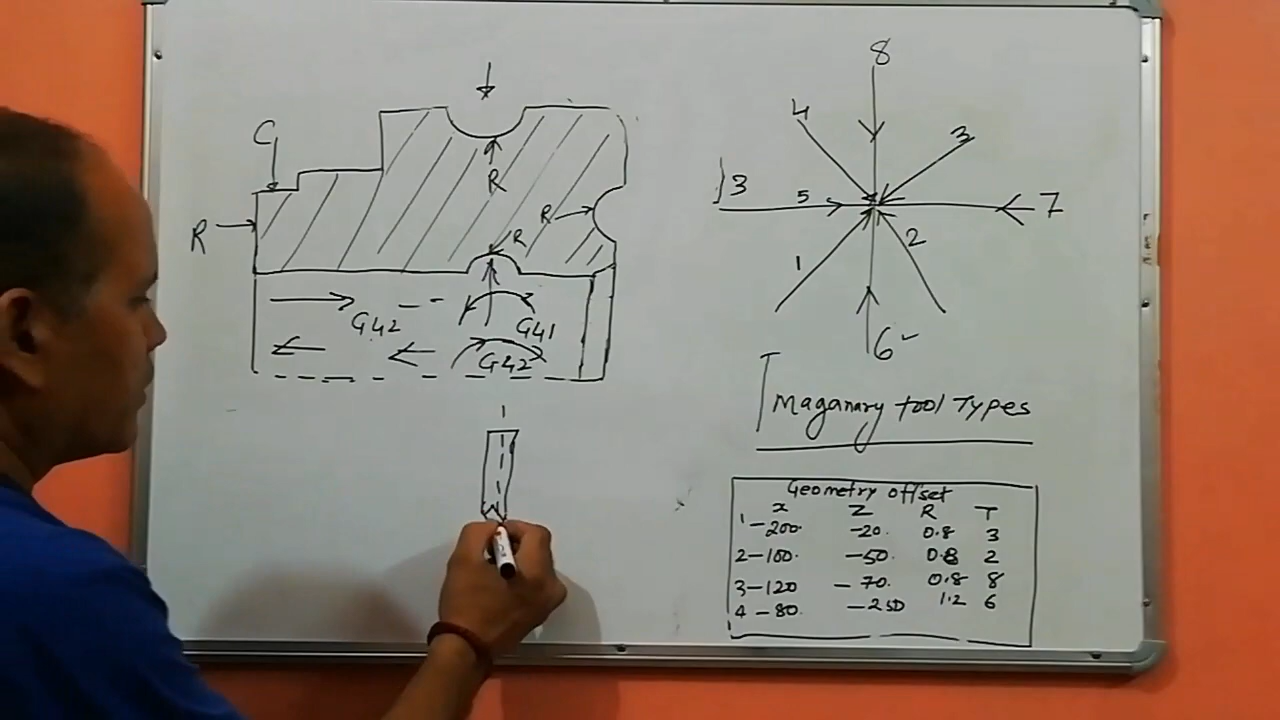 C
R
R
R
R
G42
G41
G42
8
4
3
3
5
7
1
2
6
Imaganary tool Types
Geometry offset
x Z R T
1 -200. -20. 0.8 3
2 -100. -50. 0.8 2
3 -120 -70. 0.8 8
4 -80. -250 1.2 6